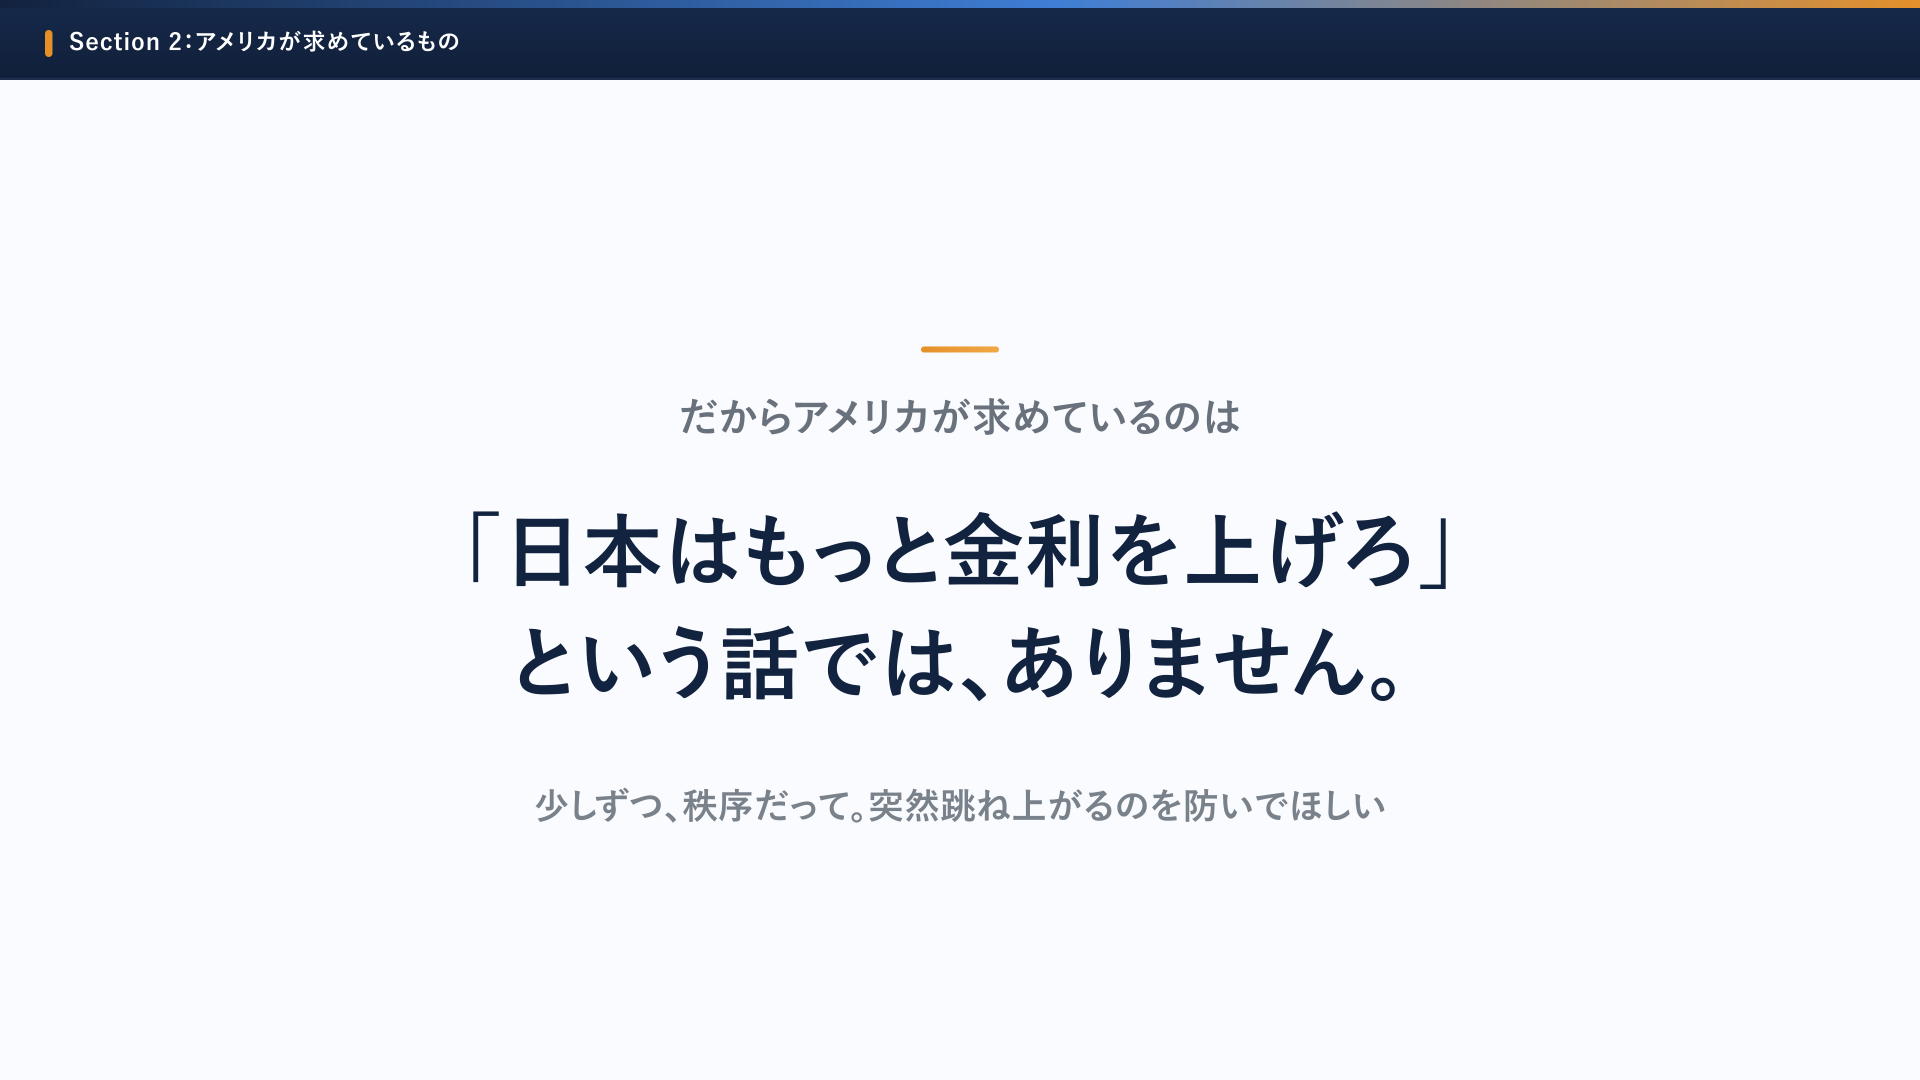 Section 2：アメリカが求めているもの
だからアメリカが求めているのは
「日本はもっと金利を上げろ」
という話では、ありません。
少しずつ、秩序だって。突然跳ね上がるのを防いでほしい